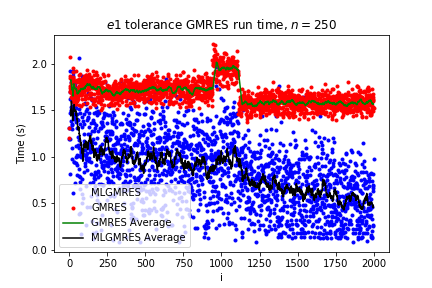 e1 tolerance GMRES run time, n = 250
Time (s)
2.0
1.5
1.0
0.5
0.0
MLGMRES
GMRES
GMRES Average
MLGMRES Average
0 250 500 750 1000 1250 1500 1750 2000
i